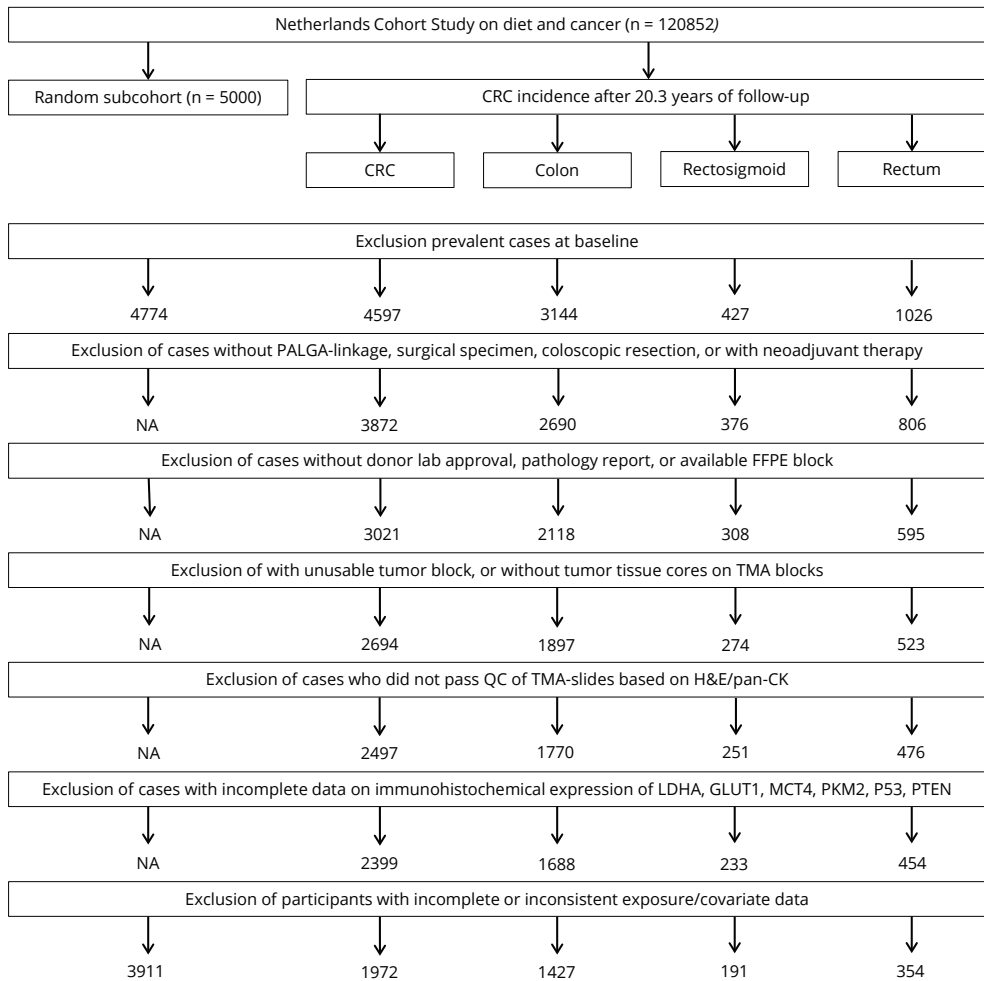 Netherlands Cohort Study on diet and cancer (n = 120852)
Random subcohort (n = 5000)
CRC incidence after 20.3 years of follow-up
CRC
Colon
Rectosigmoid
Rectum
Exclusion prevalent cases at baseline
4774 4597 3144 427 1026
Exclusion of cases without PALGA-linkage, surgical specimen, coloscopic resection, or with neoadjuvant therapy
NA 3872 2690 376 806
Exclusion of cases without donor lab approval, pathology report, or available FFPE block
NA 3021 2118 308 595
Exclusion of with unusable tumor block, or without tumor tissue cores on TMA blocks
NA 2694 1897 274 523
Exclusion of cases who did not pass QC of TMA-slides based on H&E/pan-CK
NA 2497 1770 251 476
Exclusion of cases with incomplete data on immunohistochemical expression of LDHA, GLUT1, MCT4, PKM2, P53, PTEN
NA 2399 1688 233 454
Exclusion of participants with incomplete or inconsistent exposure/covariate data
3911 1972 1427 191 354